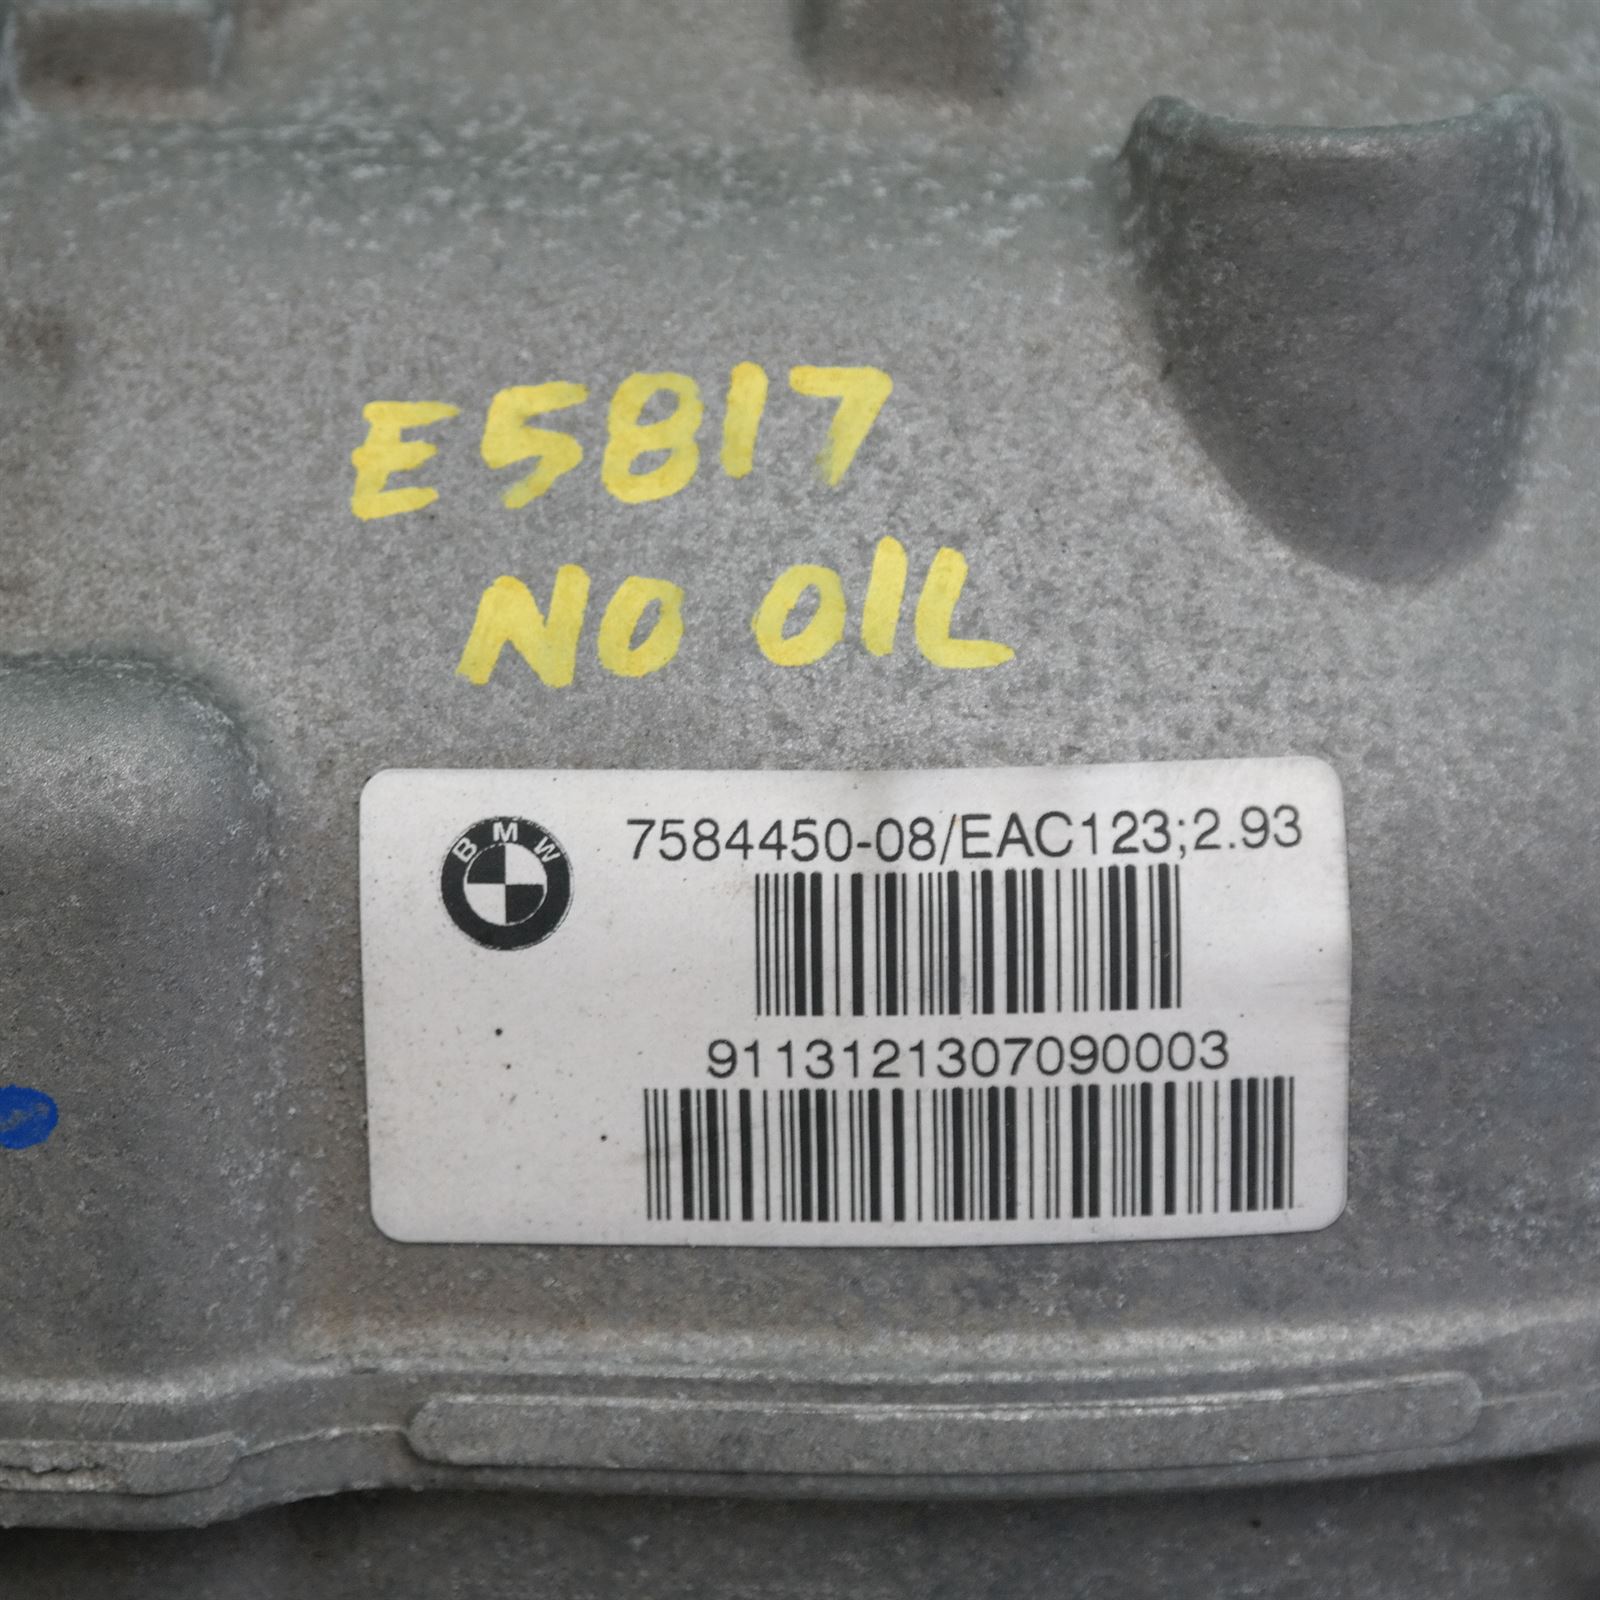 E5817
NO OIL
BMW
7584450-08/EAC123;2.93
9113121307090003